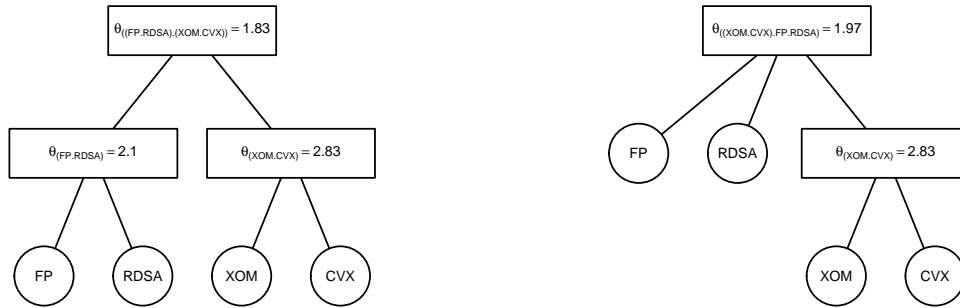 θ((FP.RDSA).(XOM.CVX)) = 1.83
θ((XOM.CVX).FP.RDSA) = 1.97
θ(FP.RDSA) = 2.1
θ(XOM.CVX) = 2.83
FP
RDSA
θ(XOM.CVX) = 2.83
FP
RDSA
XOM
CVX
XOM
CVX